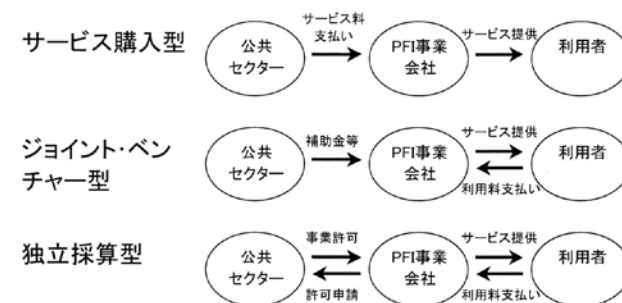 サービス購入型
公共
セクター
サービス料
支払い
PFI事業
会社
サービス提供
利用者
ジョイント・ベン
チャー型
公共
セクター
補助金等
PFI事業
会社
サービス提供
利用料支払い
利用者
独立採算型
公共
セクター
事業許可
許可申請
PFI事業
会社
サービス提供
利用料支払い
利用者